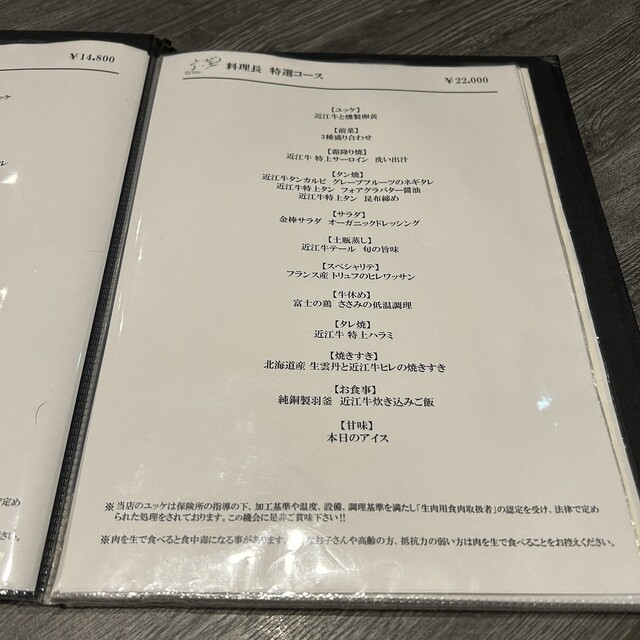 ￥14,800
ユッケ
ル
で定め
さい。
料理長 特選コース
￥22,000
【ユッケ】
近江牛と燻製卵黄
【前菜】
3種盛り合わせ
【霜降り焼】
近江牛 特上サーロイン 洗い出汁
【タン焼】
近江牛タンカルビ グレープフルーツのネギタレ
近江牛特上タン フォアグラバター醤油
近江牛特上タン 昆布締め
【サラダ】
金棒サラダ オーガニックドレッシング
【土瓶蒸し】
近江牛テール 旬の旨味
【スペシャリテ】
フランス産 トリュフのヒレワッサン
【牛休め】
富士の鶏 ささみの低温調理
【タレ焼】
近江牛 特上ハラミ
【焼きすき】
北海道産 生雲丹と近江牛ヒレの焼きすき
【お食事】
純銅製羽釜 近江牛炊き込みご飯
【甘味】
本日のアイス
※当店のユッケは保険所の指導の下、加工基準や温度、設備、調理基準を満たし「生肉用食肉取扱者」の認定を受け、法律で定め
られた処理をされております。この機会に是非ご賞味下さい!!
※肉を生で食べると食中毒になる事があります。 お子さんや高齢の方、抵抗力の弱い方は肉を生で食べることをお控えください。